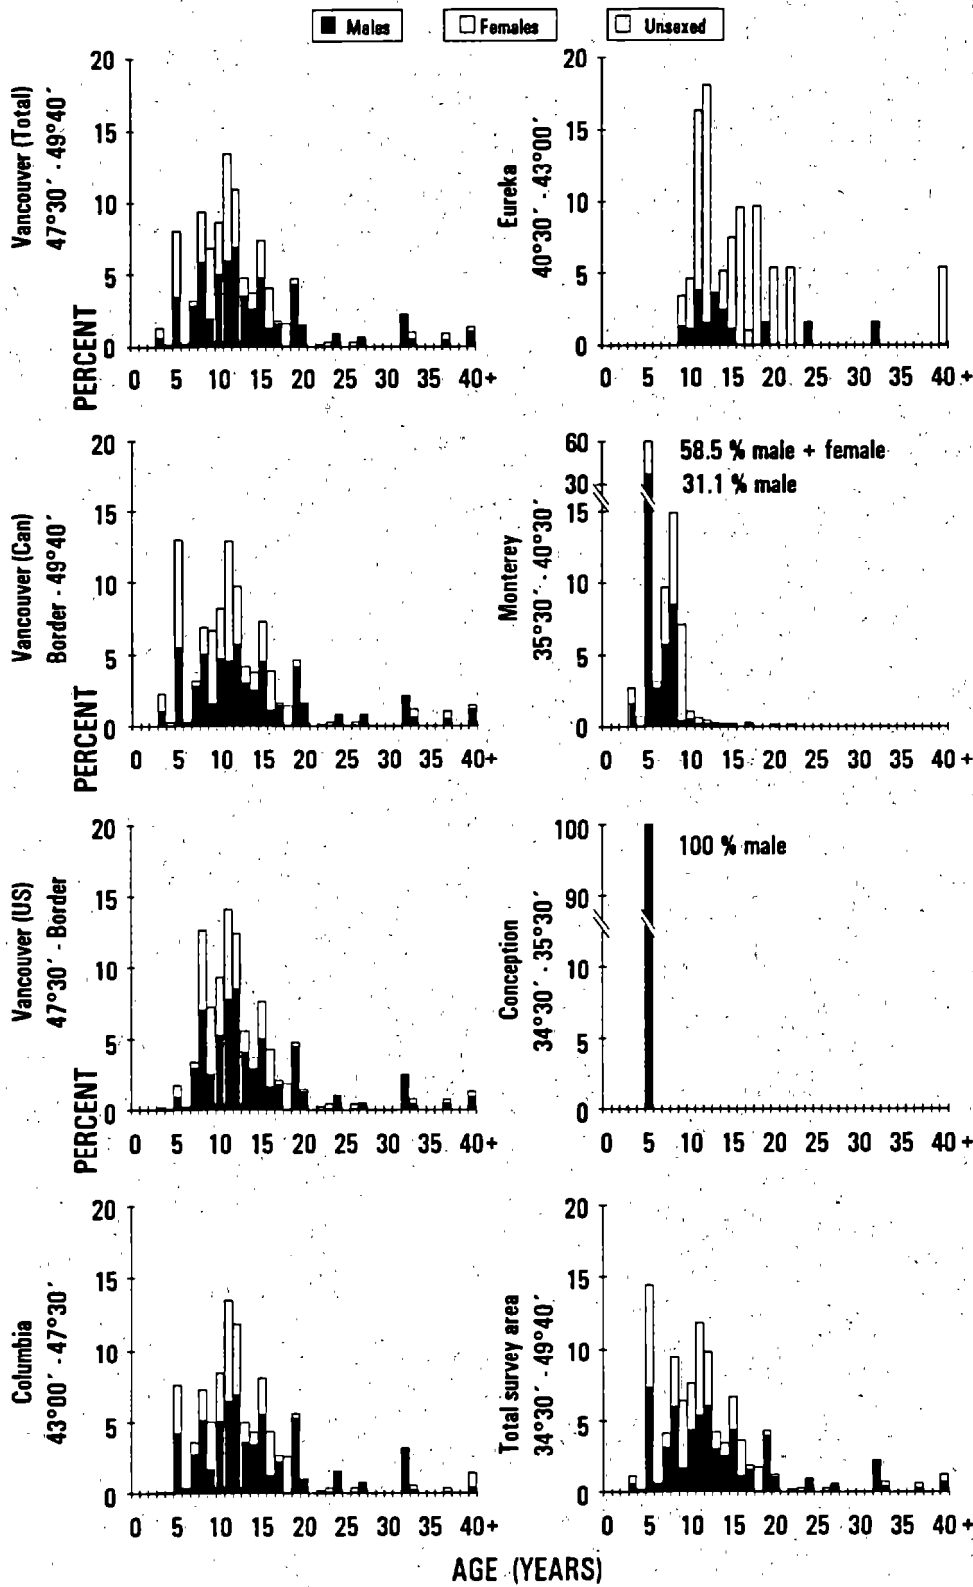 Males Females Unsexed
Vancouver (Total)
47°30´ - 49°40´
PERCENT
20
15
10
5
0
0 5 10 15 20 25 30 35 40+
Eureka
40°30´ - 43°00´
20
15
10
5
0
0 5 10 15 20 25 30 35 40+
Vancouver (Can)
Border - 49°40´
PERCENT
20
15
10
5
0
0 5 10 15 20 25 30 35 40+
Monterey
35°30´ - 40°30´
60
30
15
10
5
0
58.5 % male + female
31.1 % male
0 5 10 15 20 25 30 35 40+
Vancouver (US)
47°30´ - Border
PERCENT
20
15
10
5
0
0 5 10 15 20 25 30 35 40+
Conception
34°30´ - 35°30´
100
90
10
5
0
100 % male
0 5 10 15 20 25 30 35 40+
Columbia
43°00´ - 47°30´
20
15
10
5
0
0 5 10 15 20 25 30 35 40+
Total survey area
34°30´ - 49°40´
20
15
10
5
0
0 5 10 15 20 25 30 35 40+
AGE (YEARS)